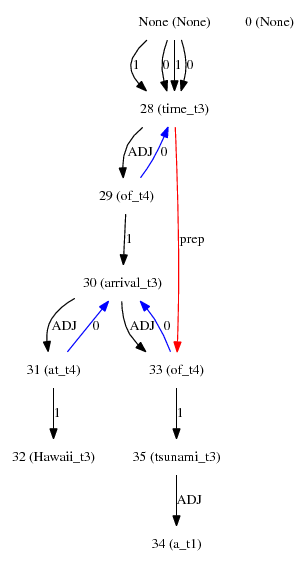 None (None) 0 (None)
1 0 1 0
28 (time_t3)
ADJ 0
29 (of_t4)
1 prep
30 (arrival_t3)
ADJ 0 ADJ 0
31 (at_t4) 33 (of_t4)
1 1
32 (Hawaii_t3) 35 (tsunami_t3)
ADJ
34 (a_t1)